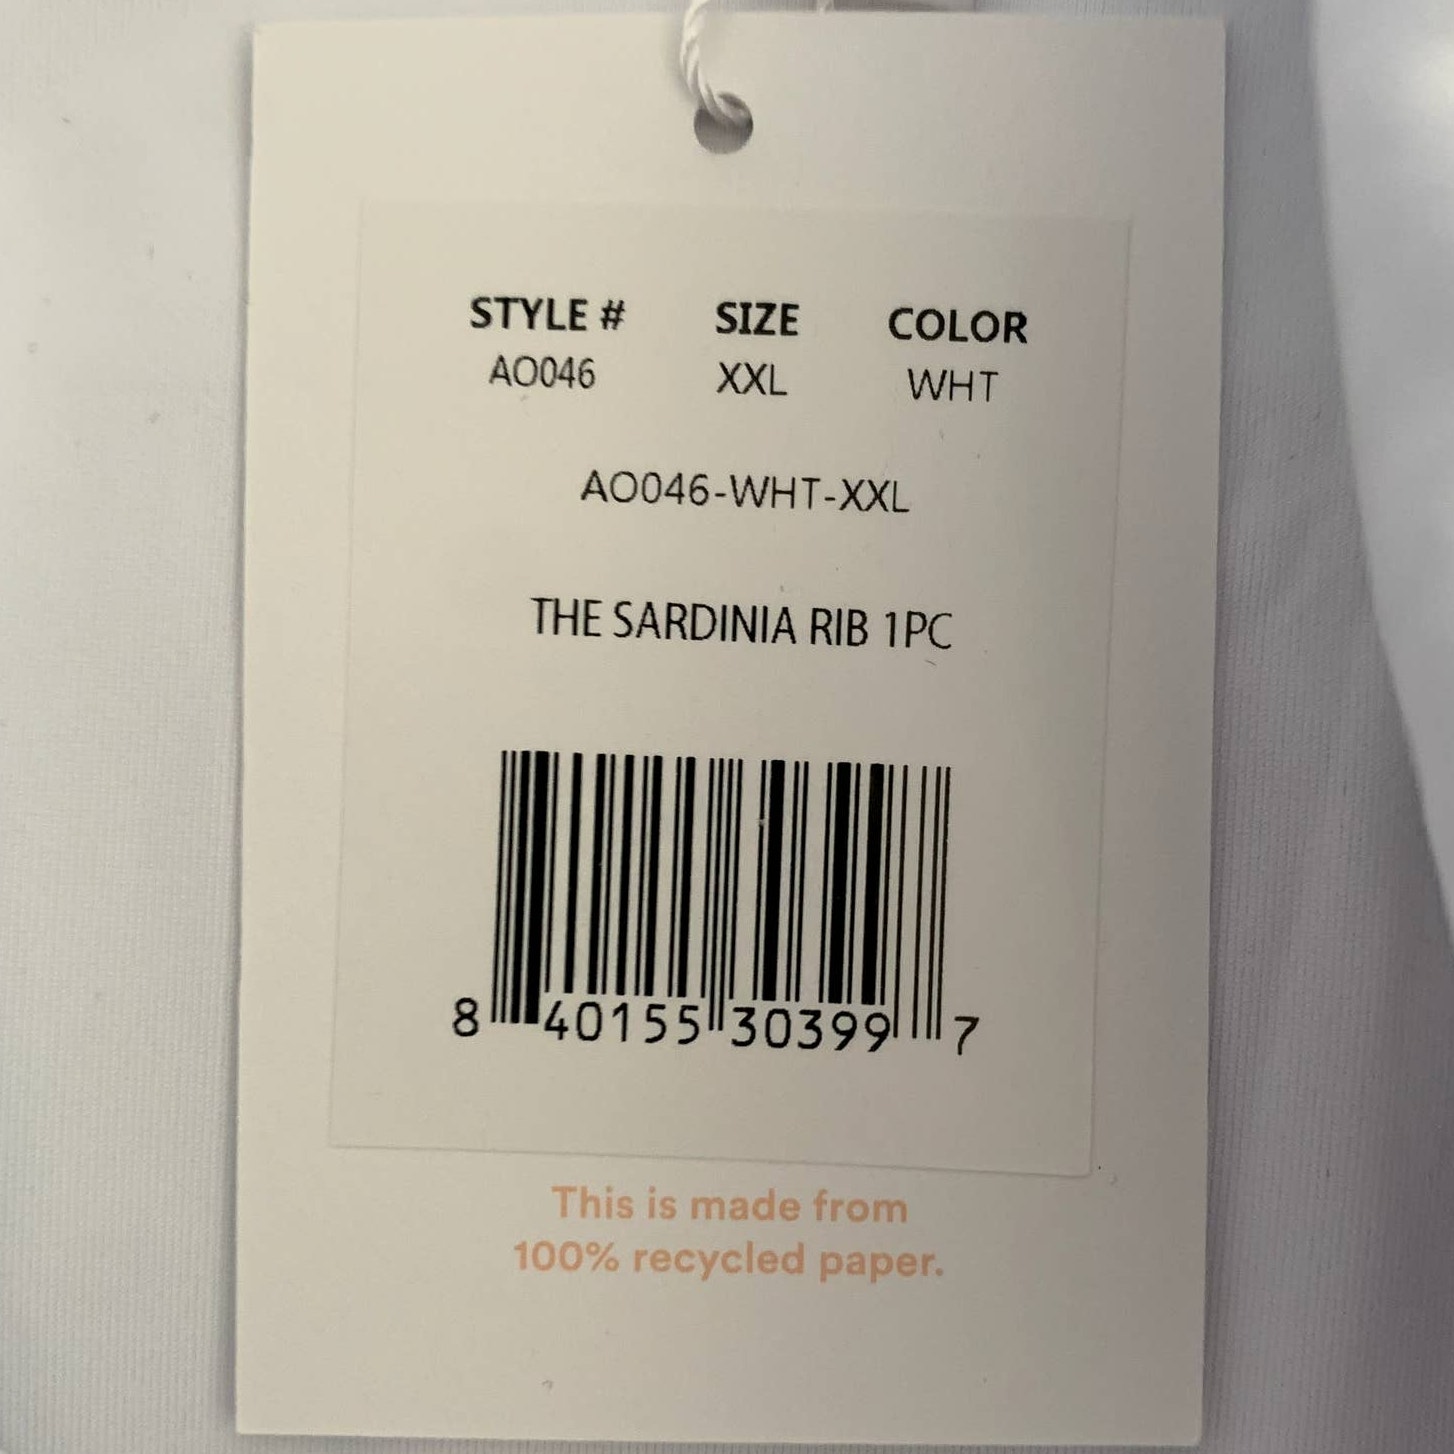 STYLE # SIZE COLOR
AO046 XXL WHT
AO046-WHT-XXL
THE SARDINIA RIB 1PC
8 40155 30399 7
This is made from
100% recycled paper.